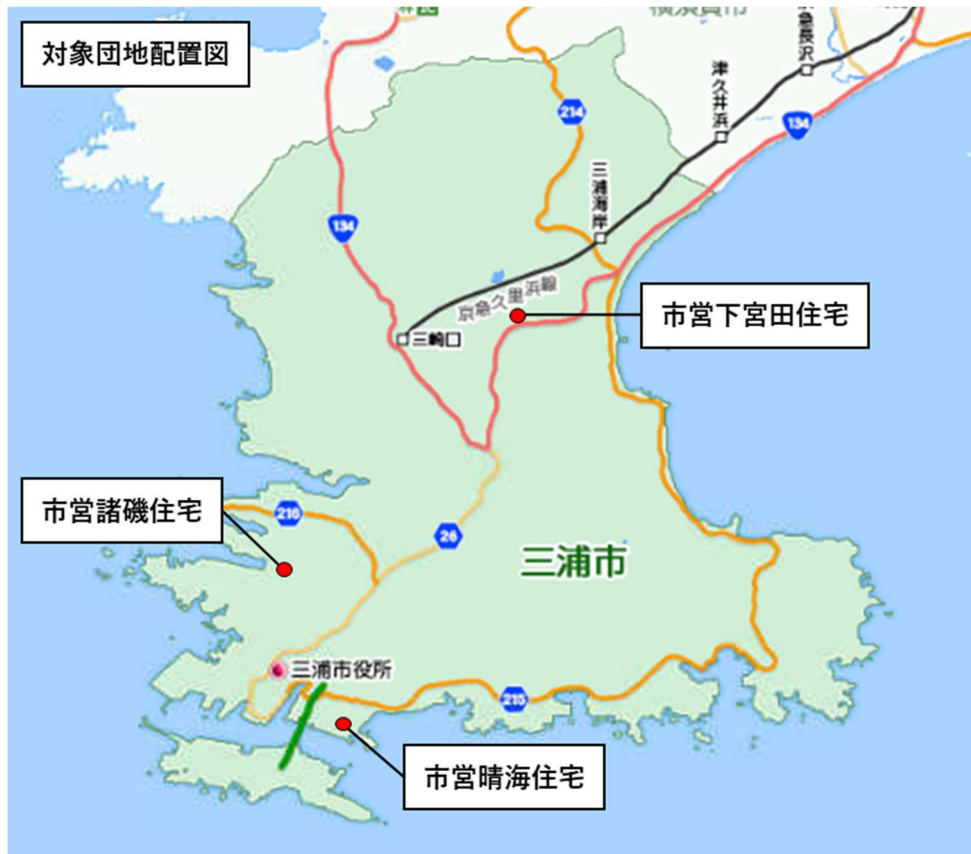 対象団地配置図
横須賀市
京急長沢
津久井浜
134
214
三浦海岸
134
京急久里浜線
市営下宮田住宅
三崎口
市営諸磯住宅
216
26
三浦市
三浦市役所
215
市営晴海住宅